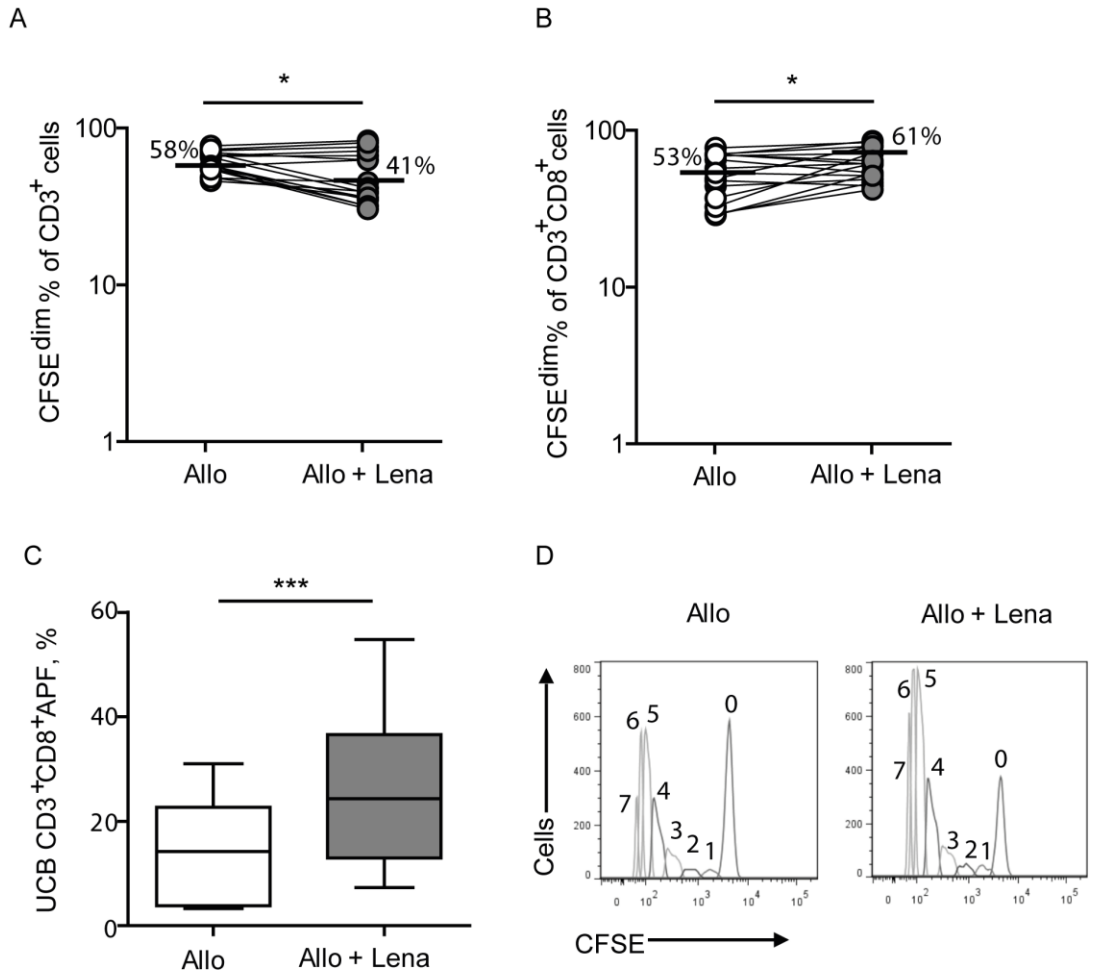 A
*
100
58%
41%
10
1
CFSE^dim % of CD3^+ cells
Allo
Allo + Lena
B
*
100
53%
61%
10
1
CFSE^dim % of CD3^+CD8^+ cells
Allo
Allo + Lena
C
***
60
40
20
0
UCB CD3^+CD8^+APF, %
Allo
Allo + Lena
D
Allo
800
600
400
200
0
7 6 5 4 3 2 1 0
0 10^2 10^3 10^4 10^5
Allo + Lena
800
600
400
200
0
7 6 5 4 3 2 1 0
0 10^2 10^3 10^4 10^5
Cells
CFSE